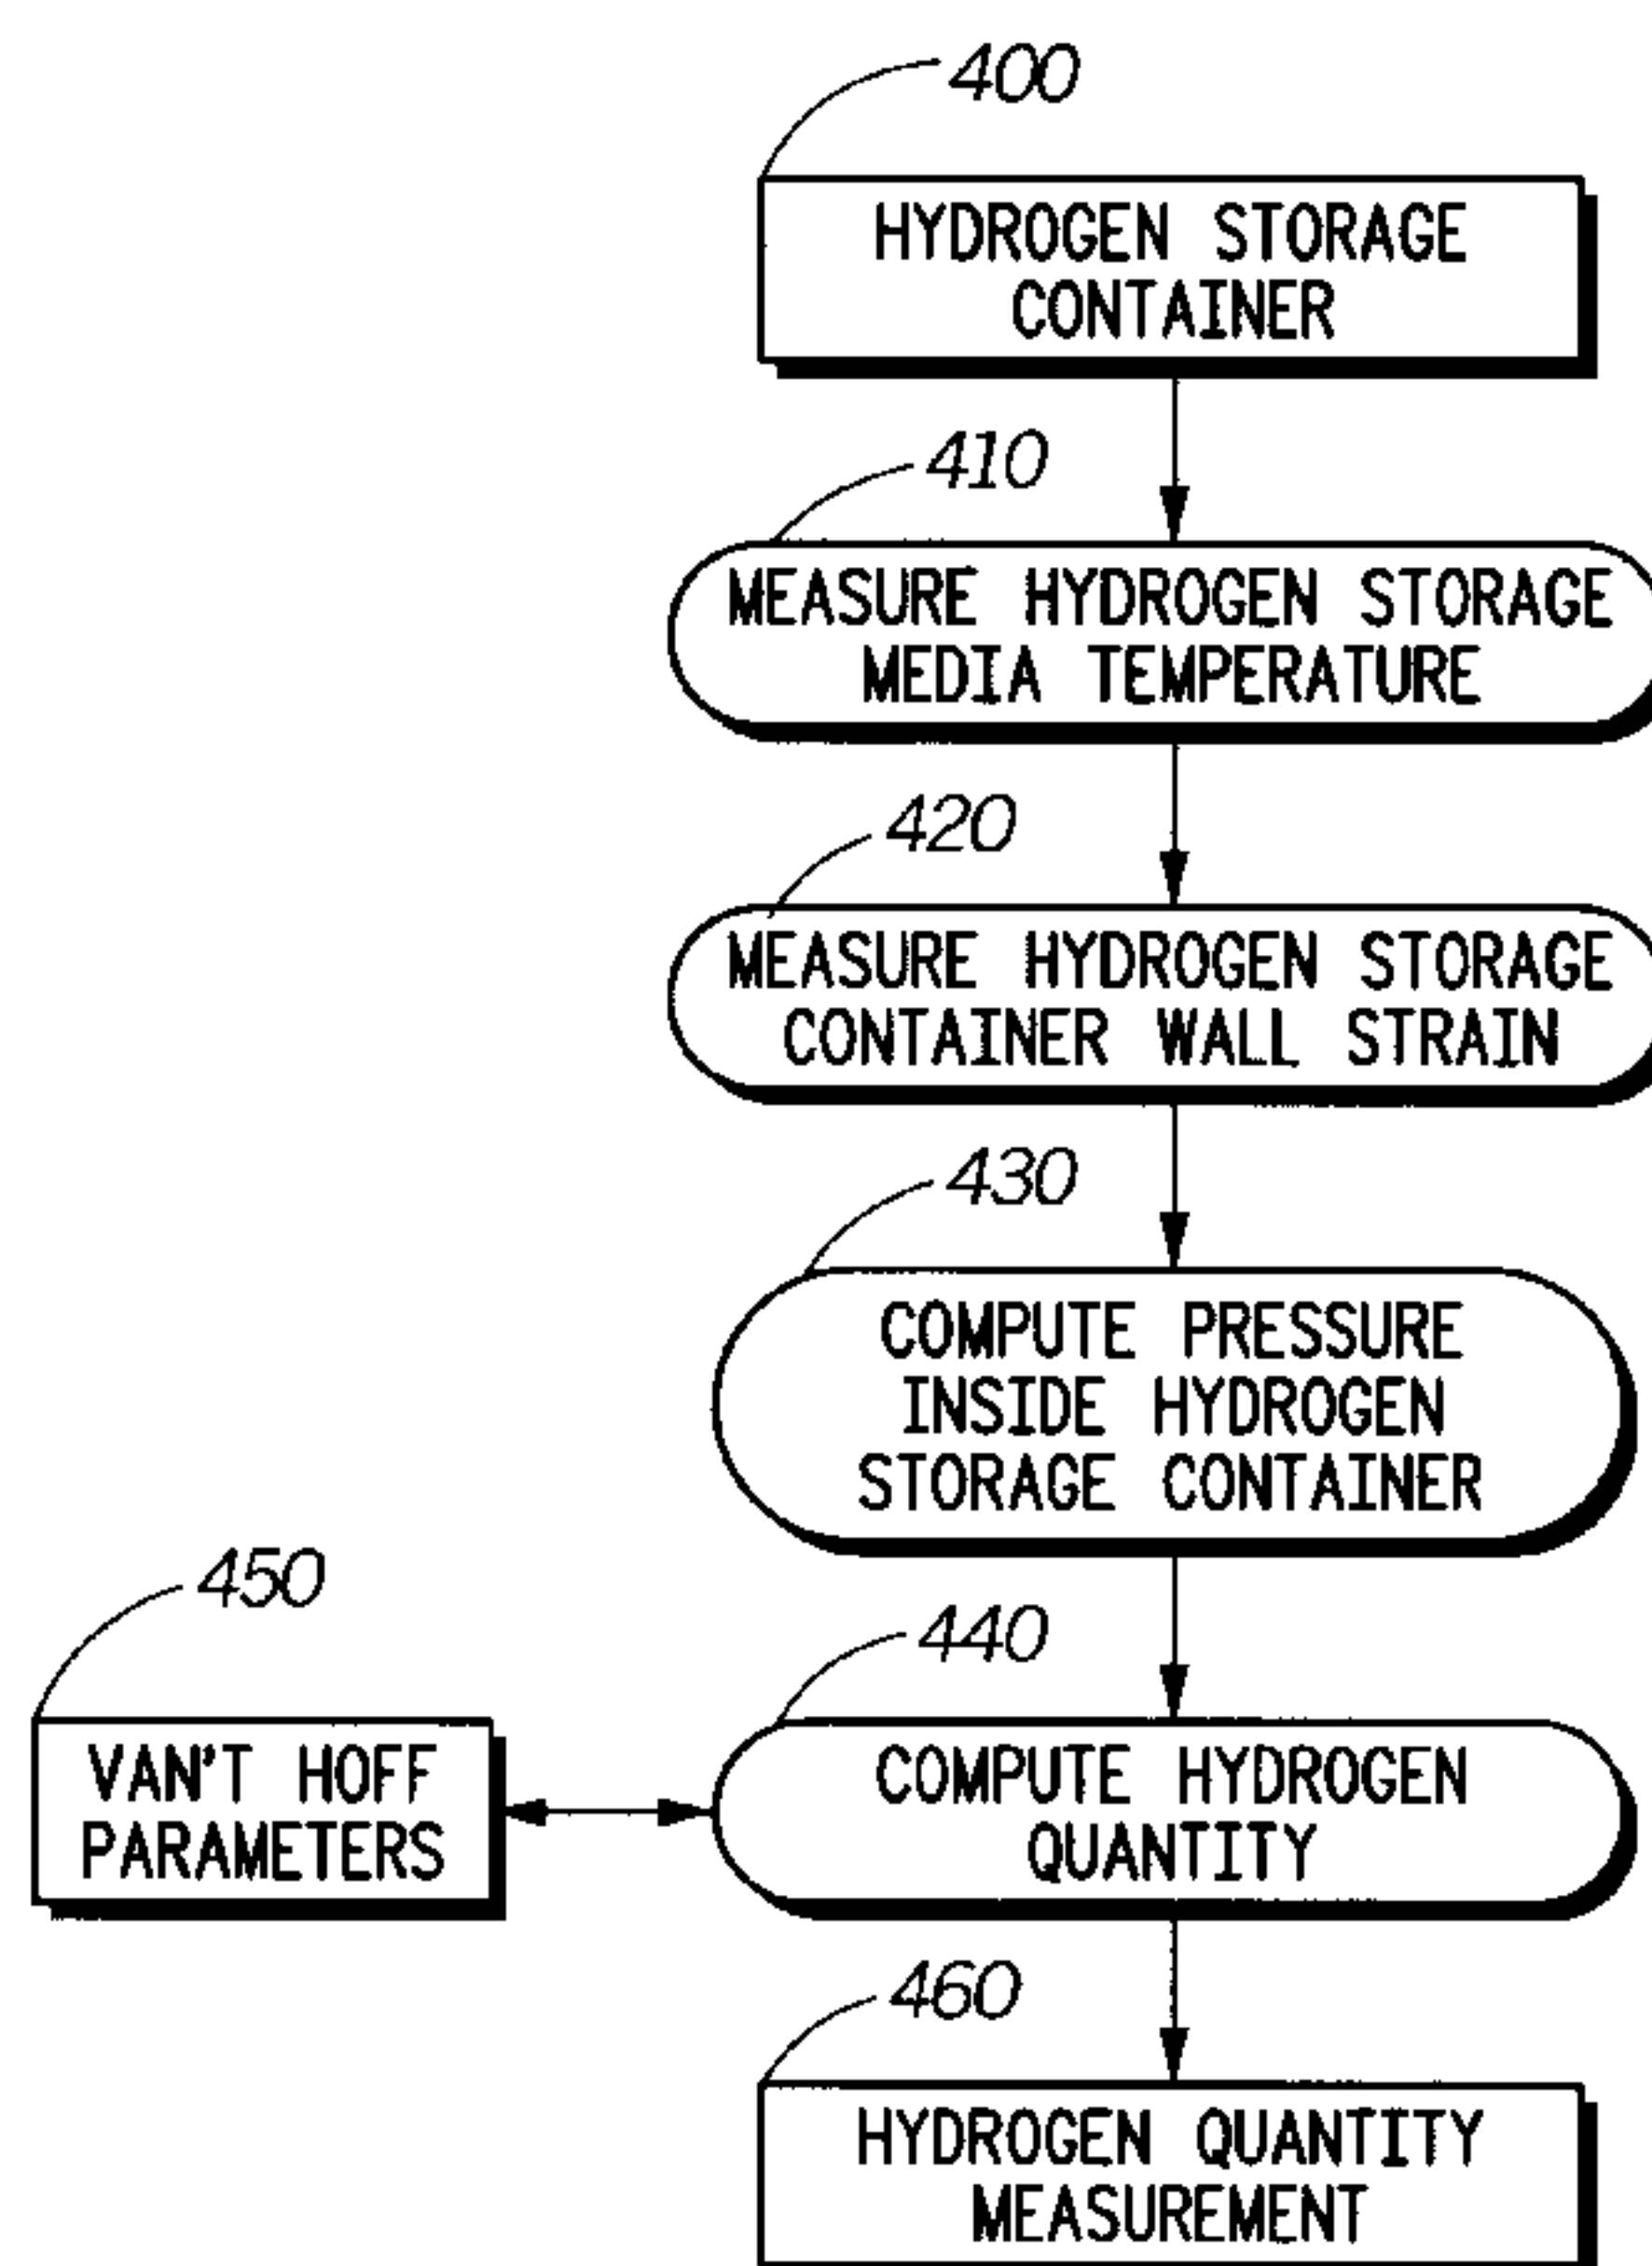 400
HYDROGEN STORAGE
CONTAINER
410
MEASURE HYDROGEN STORAGE
MEDIA TEMPERATURE
420
MEASURE HYDROGEN STORAGE
CONTAINER WALL STRAIN
430
COMPUTE PRESSURE
INSIDE HYDROGEN
STORAGE CONTAINER
450
VAN'T HOFF
PARAMETERS
440
COMPUTE HYDROGEN
QUANTITY
460
HYDROGEN QUANTITY
MEASUREMENT